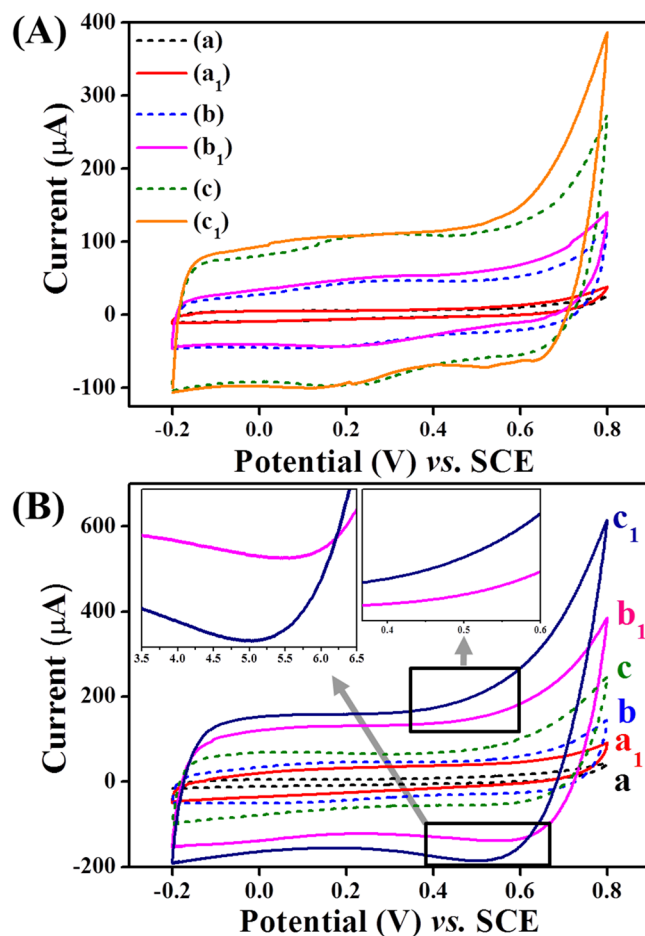 (A)
400
300
200
100
0
-100
Current (μA)
(a)
(a1)
(b)
(b1)
(c)
(c1)
-0.2 0.0 0.2 0.4 0.6 0.8
Potential (V) vs. SCE
(B)
600
400
200
0
-200
Current (μA)
3.5 4.0 4.5 5.0 5.5 6.0 6.5
0.4 0.5 0.6
c1
b1
c
b
a1
a
-0.2 0.0 0.2 0.4 0.6 0.8
Potential (V) vs. SCE